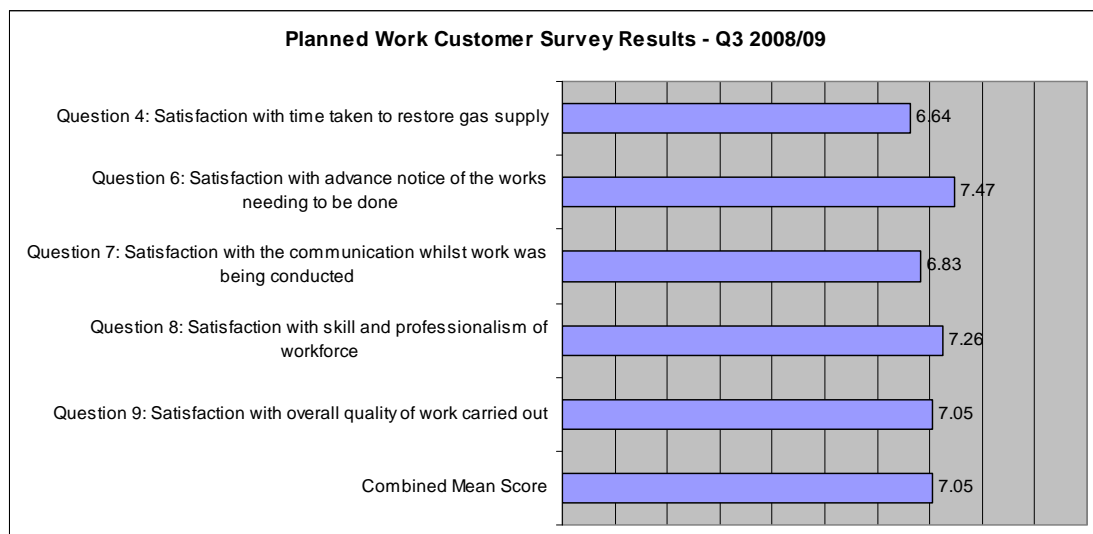 Planned Work Customer Survey Results - Q3 2008/09
Question 4: Satisfaction with time taken to restore gas supply
6.64
Question 6: Satisfaction with advance notice of the works
needing to be done
7.47
Question 7: Satisfaction with the communication whilst work was
being conducted
6.83
Question 8: Satisfaction with skill and professionalism of
workforce
7.26
Question 9: Satisfaction with overall quality of work carried out
7.05
Combined Mean Score
7.05